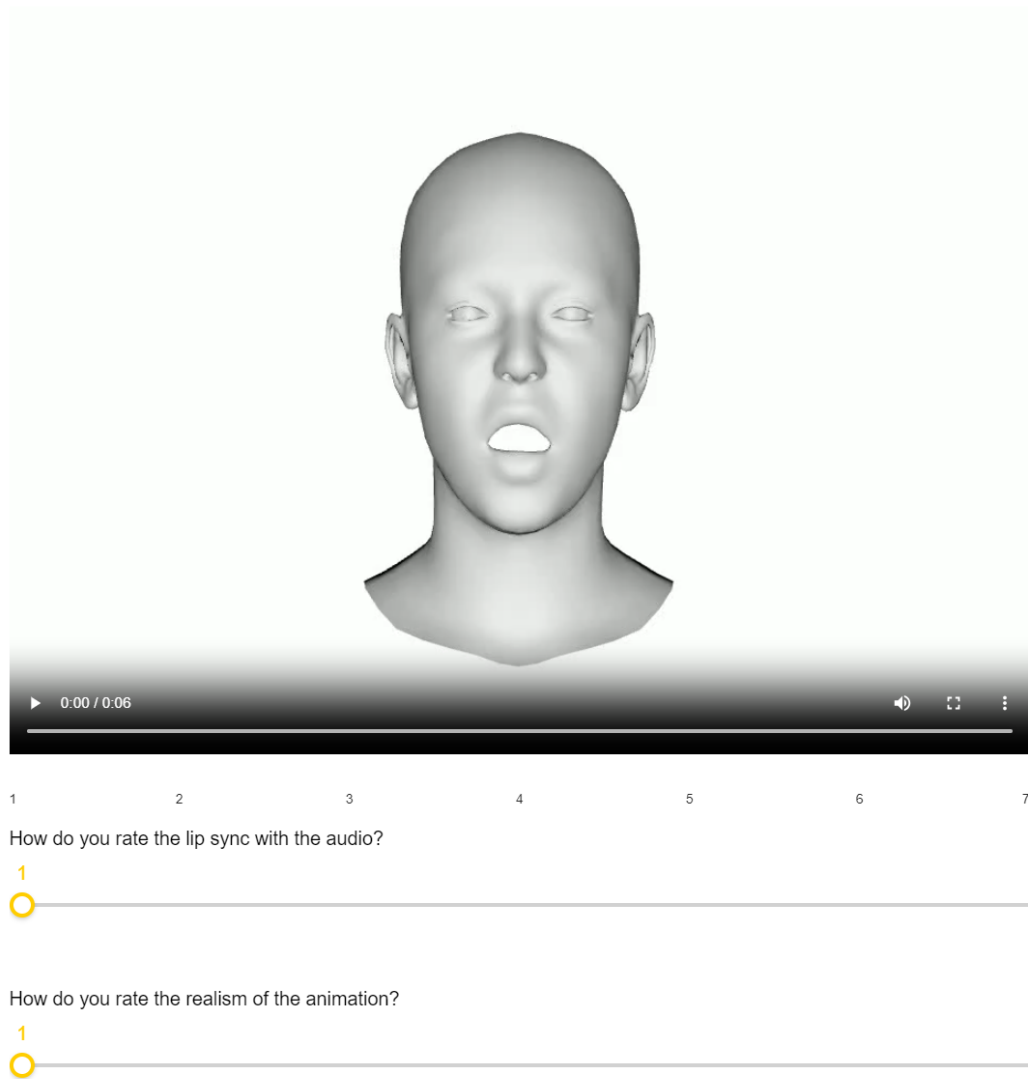 0:00 / 0:06
1 2 3 4 5 6 7
How do you rate the lip sync with the audio?
1
How do you rate the realism of the animation?
1